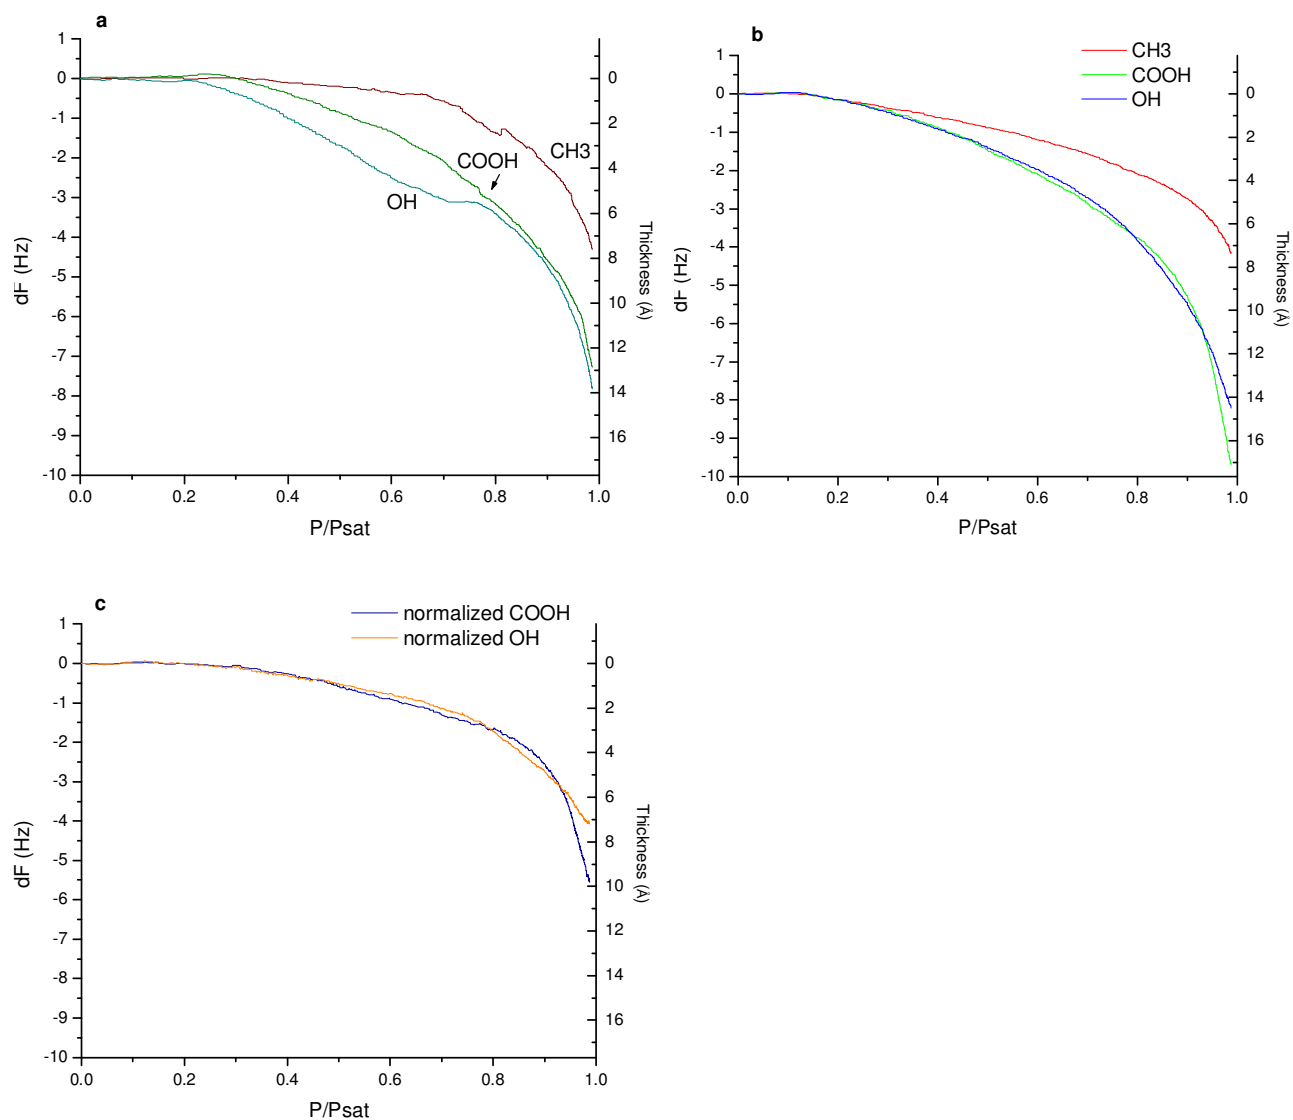 a
1
0
-1
-2
-3
-4
-5
-6
-7
-8
-9
-10
dF (Hz)
0.0 0.2 0.4 0.6 0.8 1.0
P/Psat
0
2
4
6
8
10
12
14
16
Thickness (Å)
CH3
COOH
OH
b
CH3
COOH
OH
1
0
-1
-2
-3
-4
-5
-6
-7
-8
-9
-10
dF (Hz)
0.0 0.2 0.4 0.6 0.8 1.0
P/Psat
0
2
4
6
8
10
12
14
16
Thickness (Å)
c
normalized COOH
normalized OH
1
0
-1
-2
-3
-4
-5
-6
-7
-8
-9
-10
dF (Hz)
0.0 0.2 0.4 0.6 0.8 1.0
P/Psat
0
2
4
6
8
10
12
14
16
Thickness (Å)